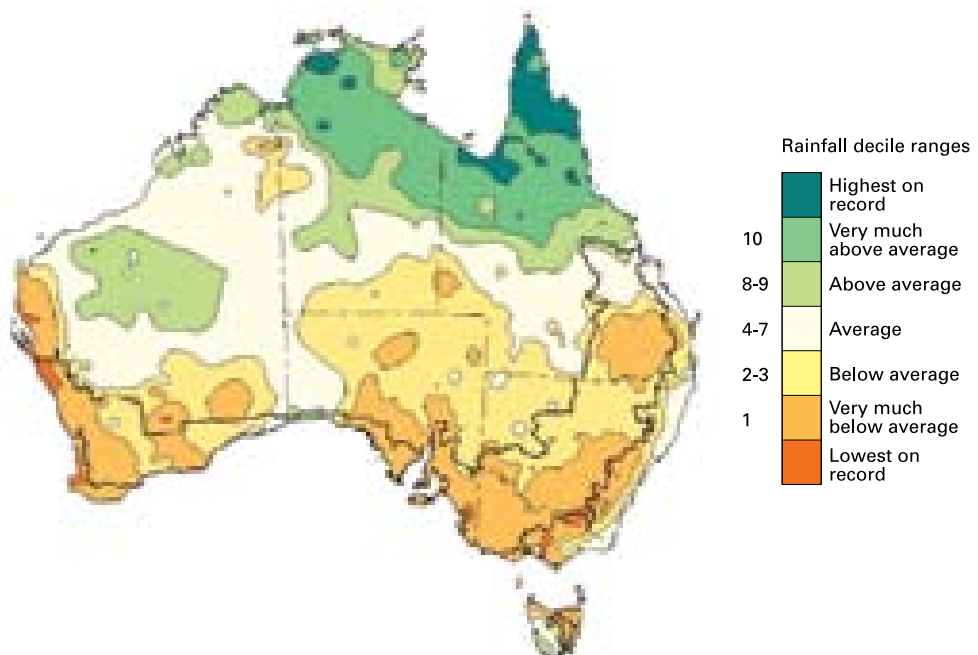 Rainfall decile ranges
Highest on
record
10
Very much
above average
8-9
Above average
4-7
Average
2-3
Below average
1
Very much
below average
Lowest on
record